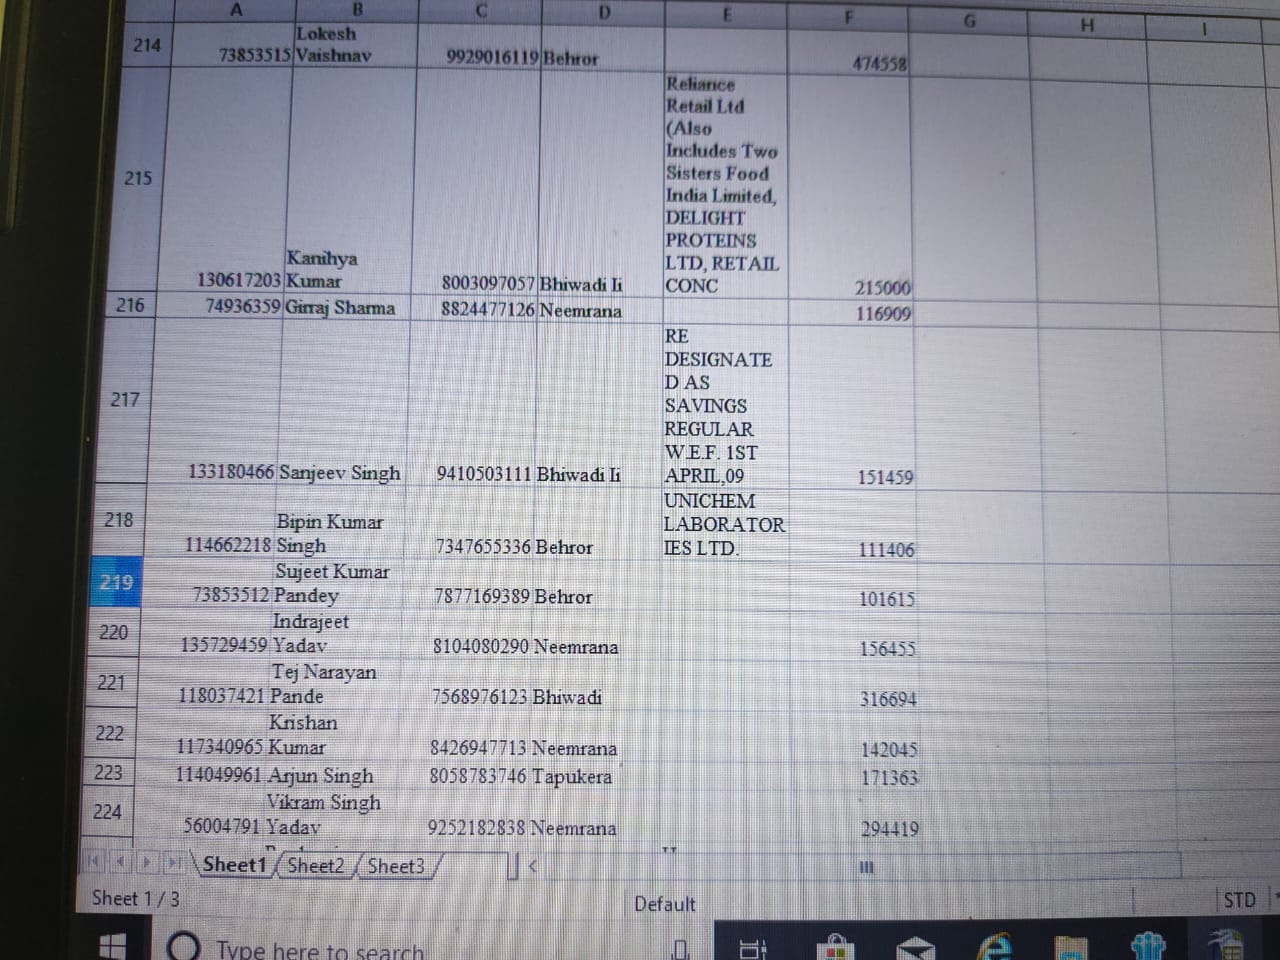 A B C D E F G H I
214 73853515 Lokesh Vaishnav 9929016119 Behror 474558
215 130617203 Kanihya Kumar 8003097057 Bhiwadi Ii Reliance Retail Ltd (Also Includes Two Sisters Food India Limited, DELIGHT PROTEINS LTD, RETAIL CONC 215000
216 74936359 Girraj Sharma 8824477126 Neemrana 116909
217 133180466 Sanjeev Singh 9410503111 Bhiwadi Ii RE DESIGNATE D AS SAVINGS REGULAR W.E.F. 1ST APRIL,09 151459
218 114662218 Bipin Kumar Singh 7347655336 Behror UNICHEM LABORATOR IES LTD. 111406
219 73853512 Sujeet Kumar Pandey 7877169389 Behror 101615
220 135729459 Indrajeet Yadav 8104080290 Neemrana 156455
221 118037421 Tej Narayan Pande 7568976123 Bhiwadi 316694
222 117340965 Krishan Kumar 8426947713 Neemrana 142045
223 114049961 Arjun Singh 8058783746 Tapukera 171363
224 56004791 Vikram Singh Yadav 9252182838 Neemrana 294419
Sheet1 Sheet2 Sheet3
Sheet 1 / 3 Default STD
Type here to search